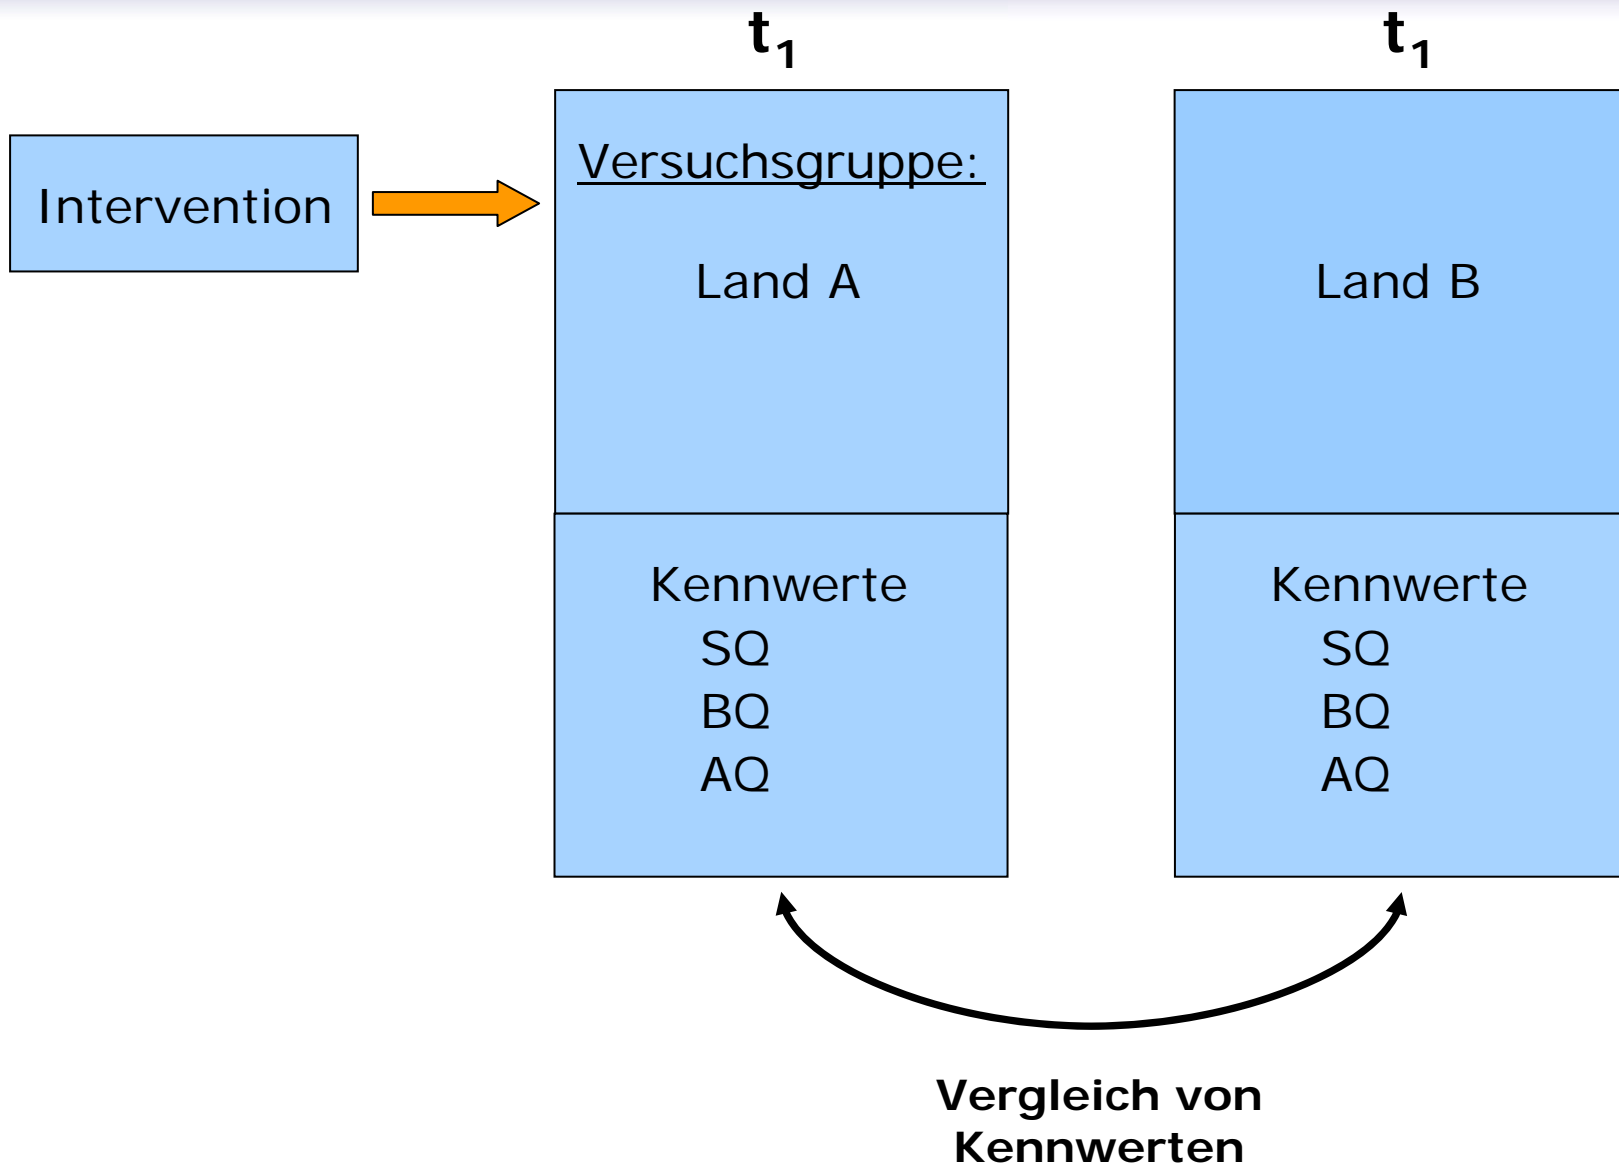 t₁
t₁
Intervention
Versuchsgruppe:
Land A
Land B
Kennwerte
SQ
BQ
AQ
Kennwerte
SQ
BQ
AQ
Vergleich von
Kennwerten